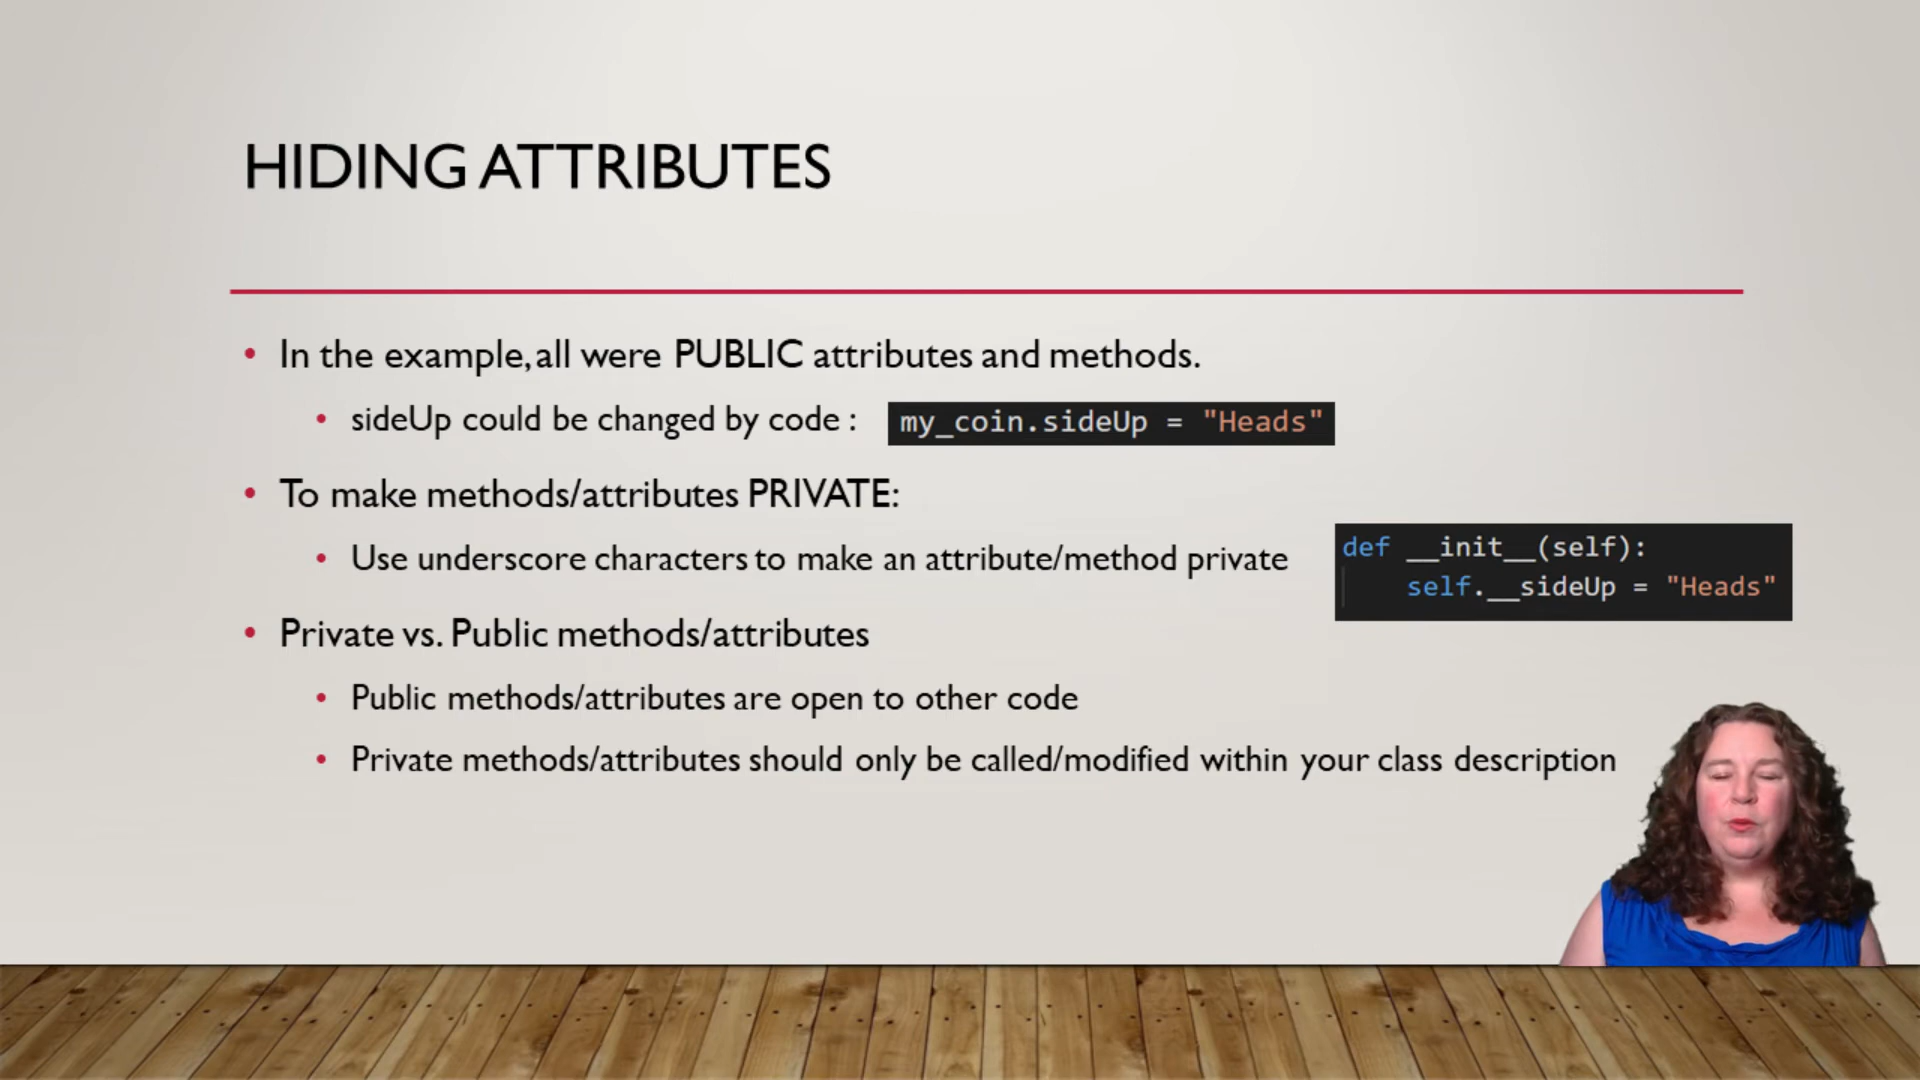 HIDING ATTRIBUTES
In the example, all were PUBLIC attributes and methods.
sideUp could be changed by code : my_coin.sideUp = "Heads"
To make methods/attributes PRIVATE:
Use underscore characters to make an attribute/method private
def __init__(self):
self.__sideUp = "Heads"
Private vs. Public methods/attributes
Public methods/attributes are open to other code
Private methods/attributes should only be called/modified within your class description